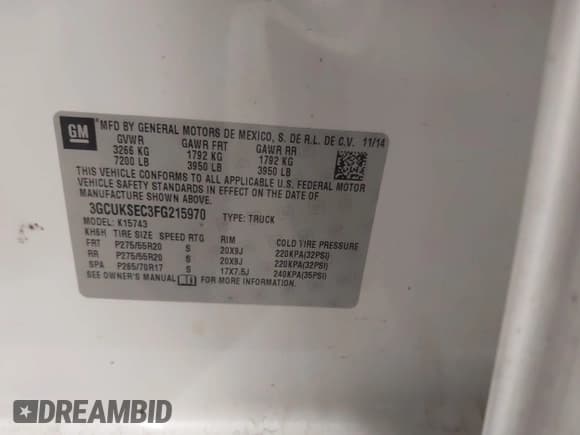 GM
®MFD BY GENERAL MOTORS DE MEXICO, S. DE R.L. DE C.V. 11/14
GVWR GAWR FRT GAWR RR
3266 KG 1792 KG 1792 KG
7200 LB 3950 LB 3950 LB
THIS VEHICLE CONFORMS TO ALL APPLICABLE U.S. FEDERAL MOTOR
VEHICLE SAFETY STANDARDS IN EFFECT ON THE DATE OF
MANUFACTURE SHOWN ABOVE.
3GCUKSEC3FG215970 TYPE: TRUCK
MODEL: K15743
KH6H TIRE SIZE SPEED RTG RIM COLD TIRE PRESSURE
FRT P275/55R20 S 20X9J 220KPA(32PSI)
RR P275/55R20 S 20X9J 220KPA(32PSI)
SPA P265/70R17 S 17X7.5J 240KPA(35PSI)
SEE OWNER'S MANUAL FOR MORE INFORMATION.
DREAMBID